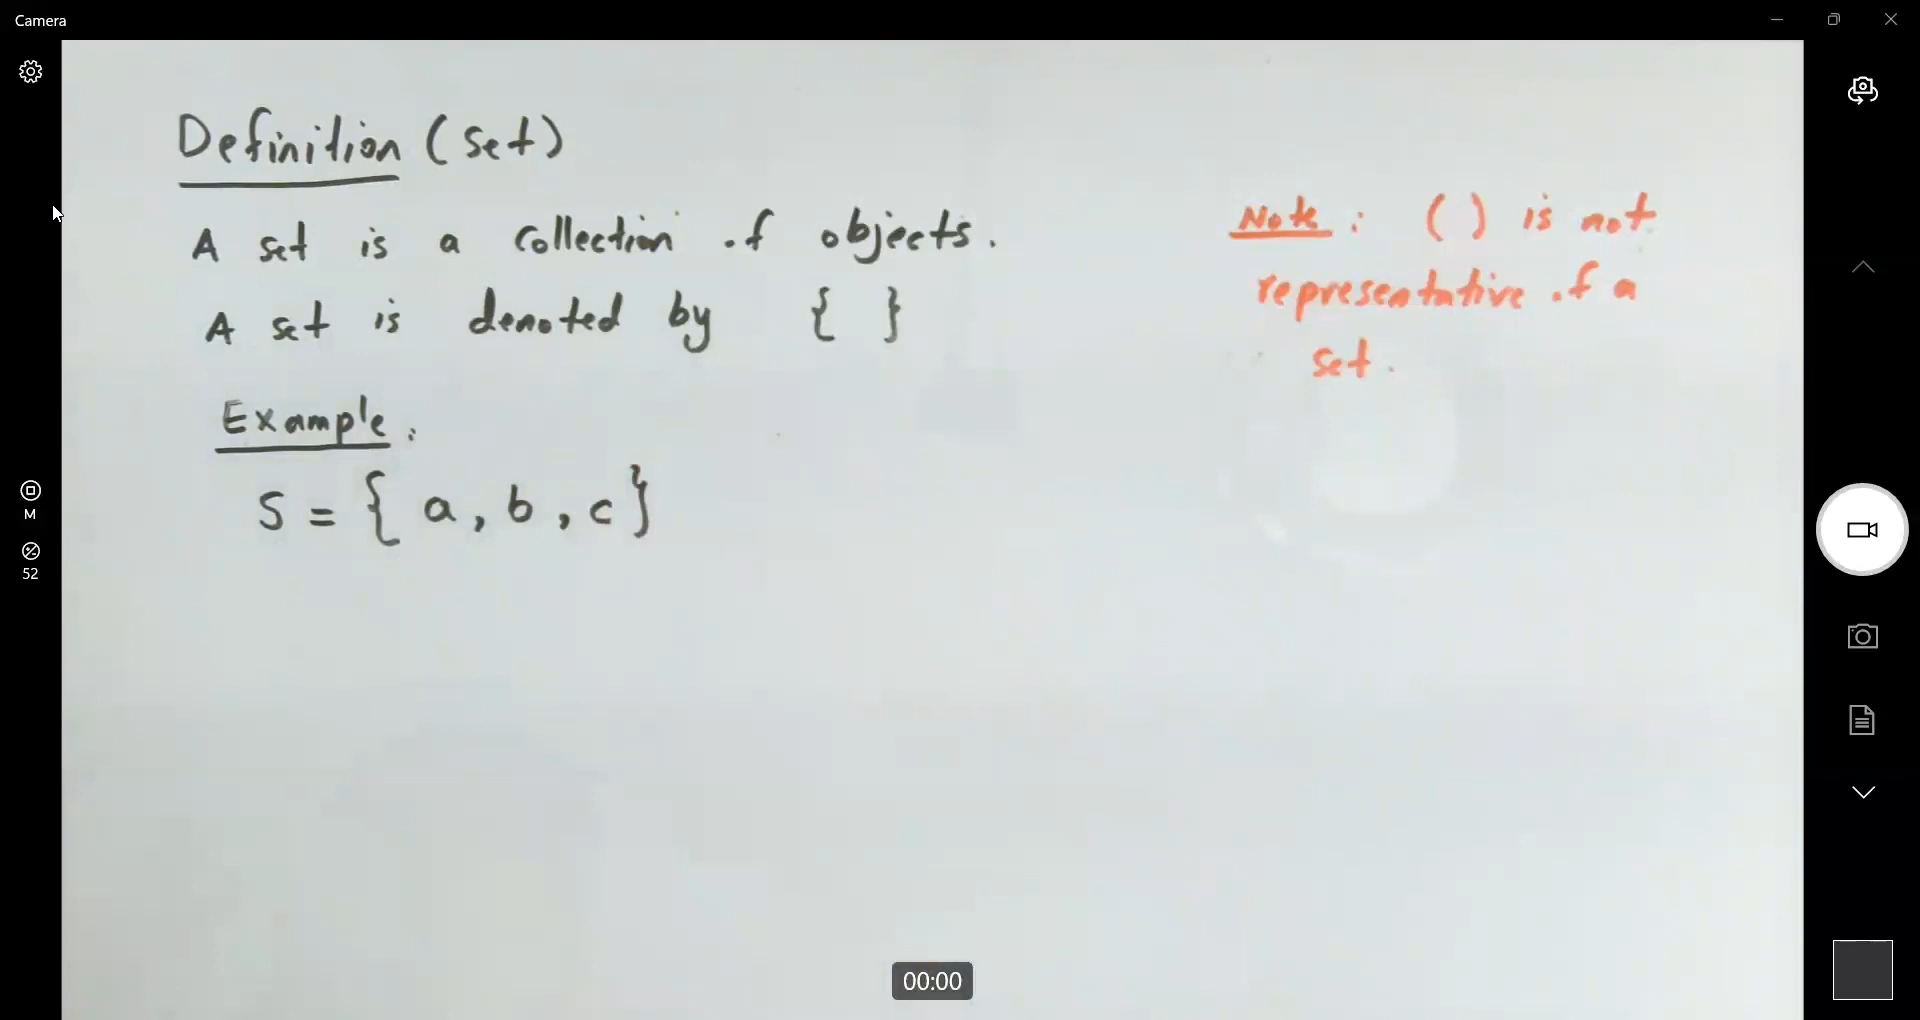 Camera
Definition (set)
A set is a collection of objects.
A set is denoted by { }
Example:
S = { a, b, c }
Note: ( ) is not
representative of a
set.
M
52
00:00